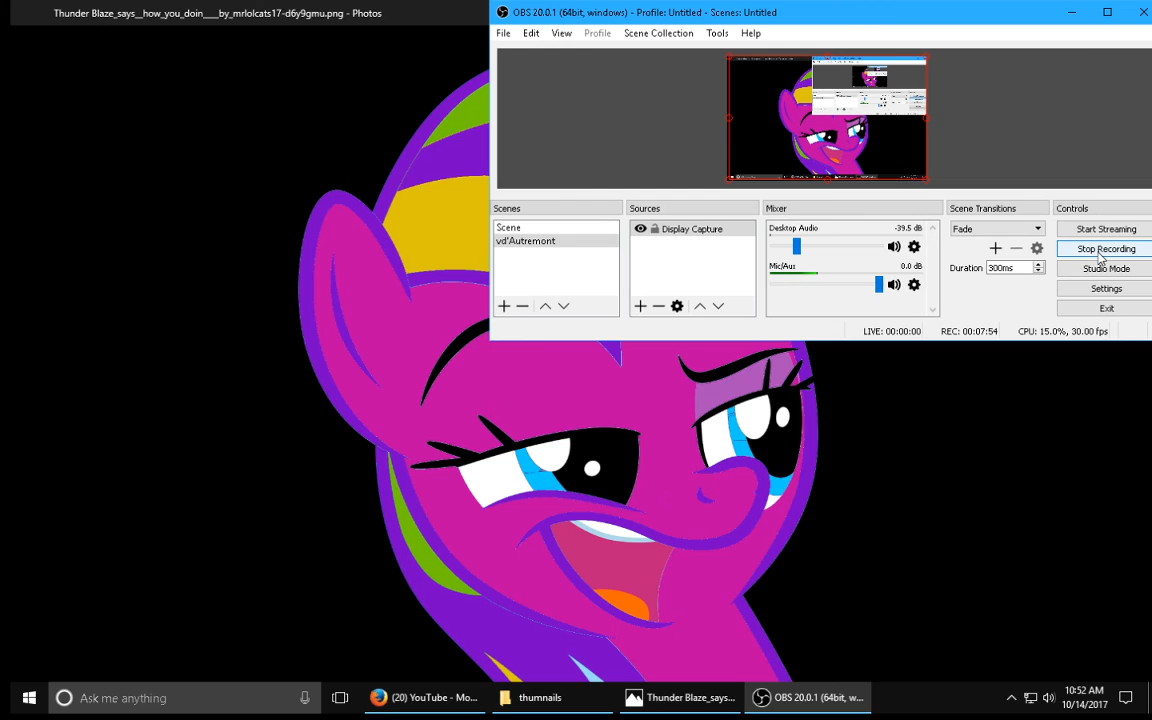 Thunder Blaze_says__how_you_doin___by_mrlolcats17-d6y9gmu.png - Photos
OBS 20.0.1 (64bit, windows) - Profile: Untitled - Scenes: Untitled
File Edit View Profile Scene Collection Tools Help
Scenes Sources Mixer Scene Transitions Controls
Scene
vd'Autremont
Display Capture
Desktop Audio -39.5 dB
Mic/Aux 0.0 dB
Fade
Duration 300ms
Start Streaming
Stop Recording
Studio Mode
Settings
Exit
LIVE: 00:00:00 REC: 00:07:54 CPU: 15.0%, 30.00 fps
Ask me anything
(20) YouTube - Mo...
thumnails
Thunder Blaze_says...
OBS 20.0.1 (64bit, w...
10:52 AM
10/14/2017